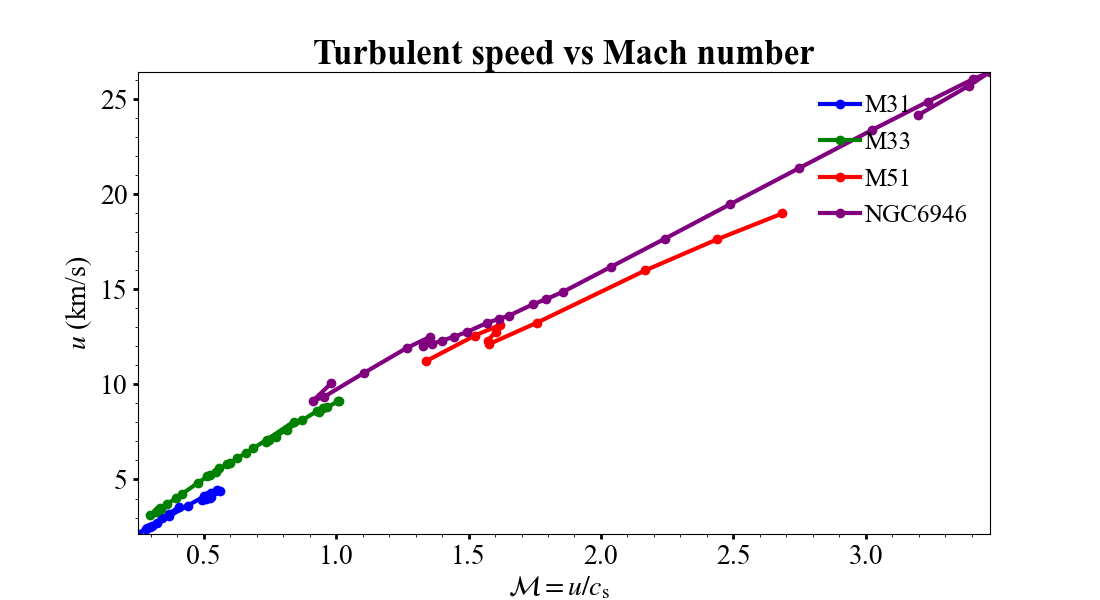 Turbulent speed vs Mach number
25
20
15
10
5
u (km/s)
M31
M33
M51
NGC6946
0.5 1.0 1.5 2.0 2.5 3.0
ℳ = u/cₛ